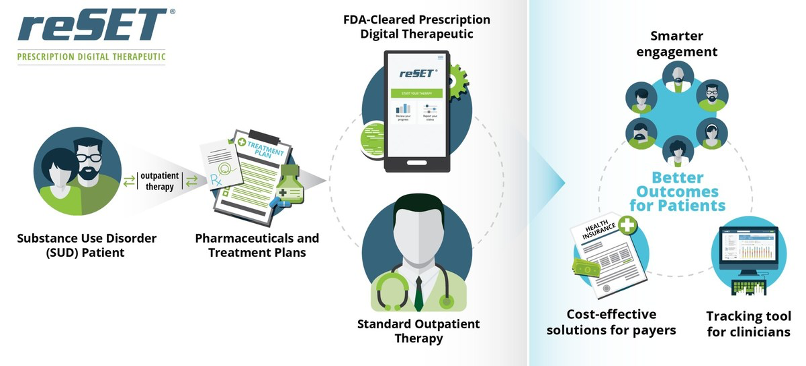 reSET®
PRESCRIPTION DIGITAL THERAPEUTIC
Substance Use Disorder
(SUD) Patient
outpatient
therapy
TREATMENT
PLAN
Rx
Pharmaceuticals and
Treatment Plans
FDA-Cleared Prescription
Digital Therapeutic
reSET®
Standard Outpatient
Therapy
Smarter
engagement
Better
Outcomes
for Patients
HEALTH
INSURANCE
Cost-effective
solutions for payers
Tracking tool
for clinicians